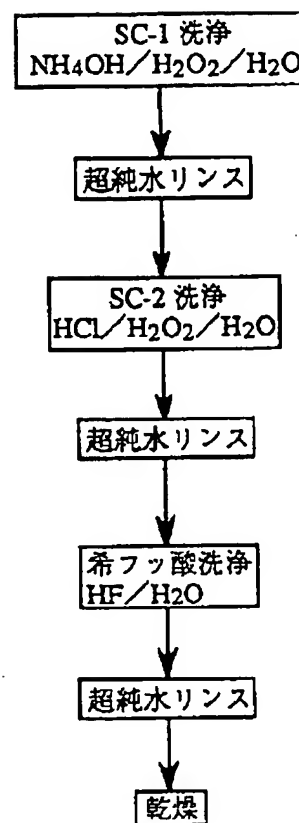 SC-1 洗浄
NH4OH／H2O2／H2O
超純水リンス
SC-2 洗浄
HCl／H2O2／H2O
超純水リンス
希フッ酸洗浄
HF／H2O
超純水リンス
乾燥